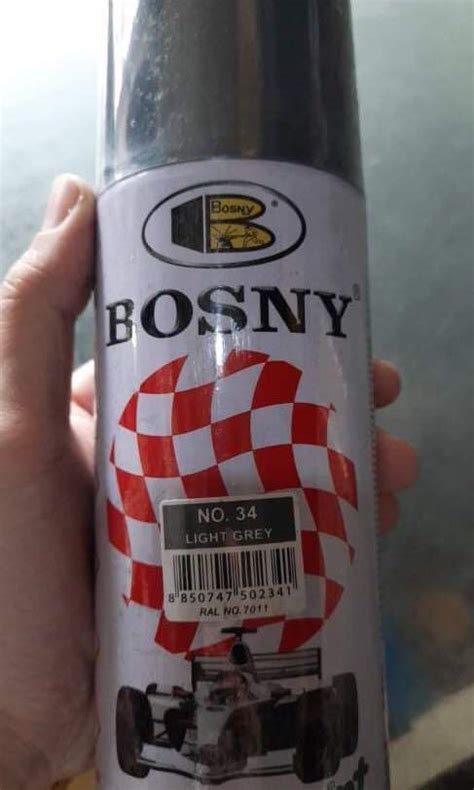 BOSNY
BOSNY
NO. 34
LIGHT GREY
8 850747 502341
RAL NO.7011